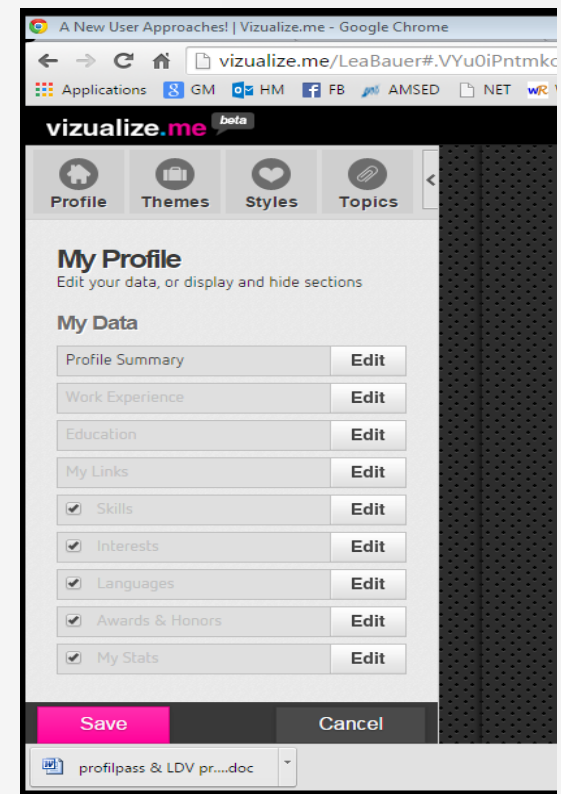 A New User Approaches! | Vizualize.me - Google Chrome
vizualize.me/LeaBauer#.VYu0iPntmkc
Applications GM HM FB AMSED NET WR
vizualize.me beta
Profile Themes Styles Topics
My Profile
Edit your data, or display and hide sections
My Data
Profile Summary Edit
Work Experience Edit
Education Edit
My Links Edit
Skills Edit
Interests Edit
Languages Edit
Awards & Honors Edit
My Stats Edit
Save Cancel
profilpass & LDV pr....doc